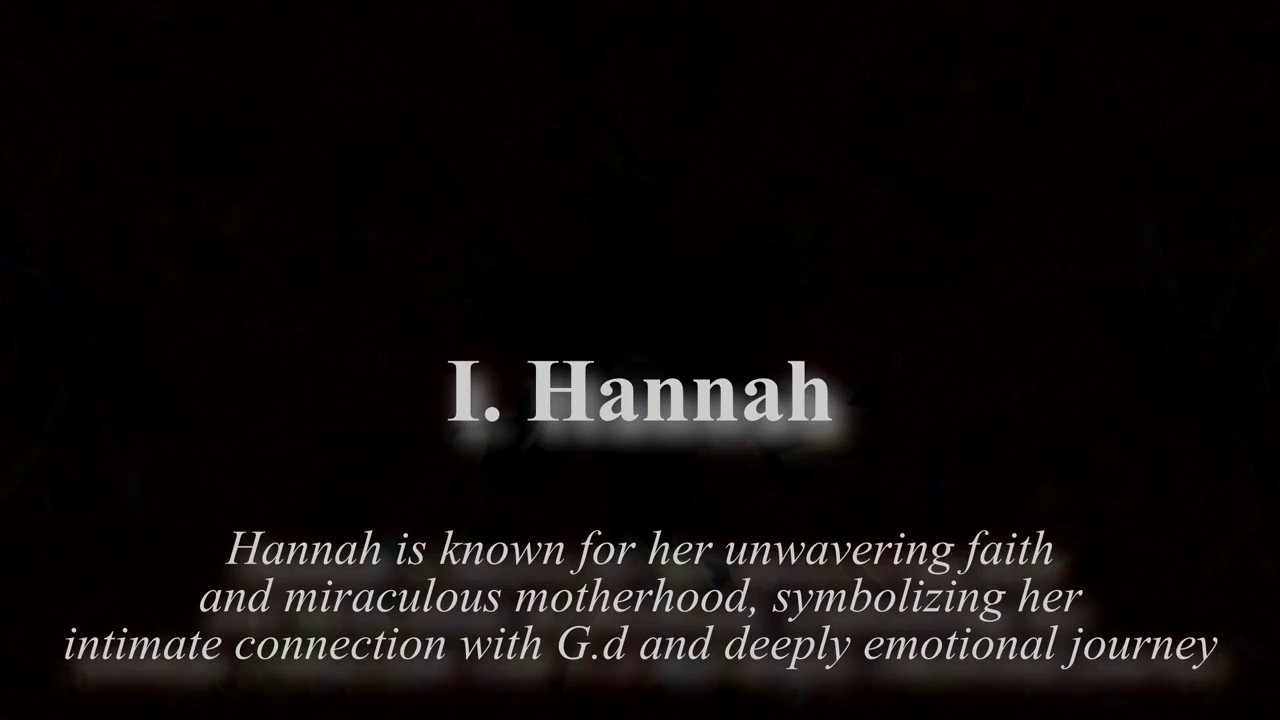 I. Hannah
Hannah is known for her unwavering faith
and miraculous motherhood, symbolizing her
intimate connection with G.d and deeply emotional journey